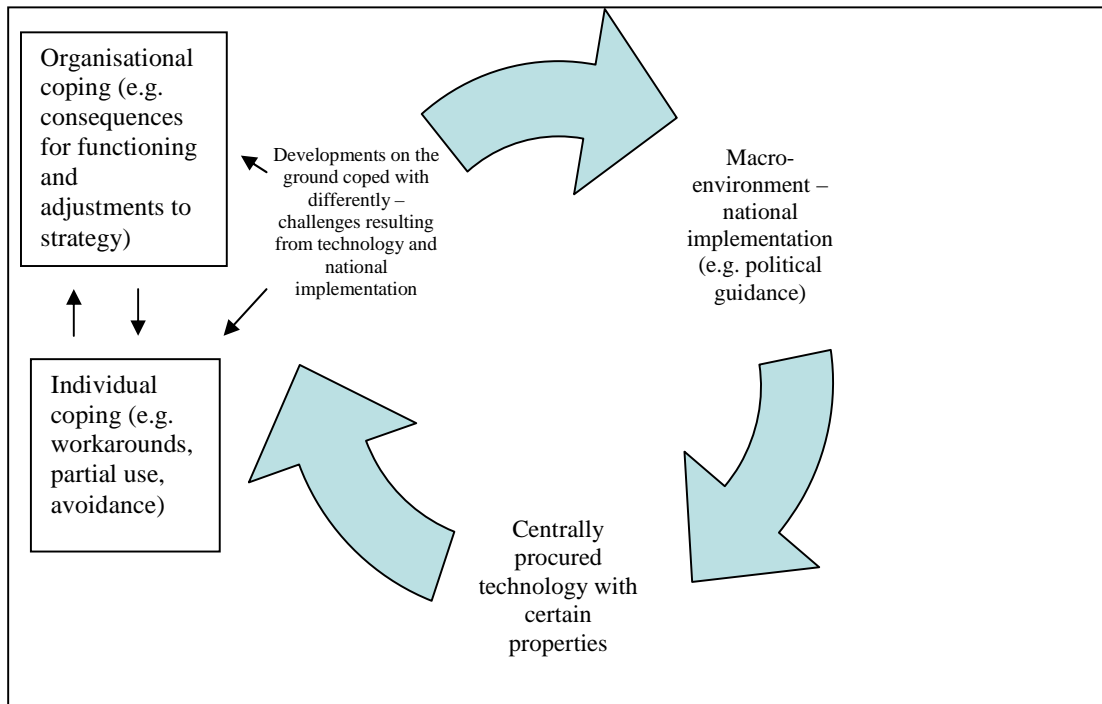 Organisational
coping (e.g.
consequences
for functioning
and
adjustments to
strategy)
Developments on the
ground coped with
differently –
challenges resulting
from technology and
national
implementation
Macro-
environment –
national
implementation
(e.g. political
guidance)
Individual
coping (e.g.
workarounds,
partial use,
avoidance)
Centrally
procured
technology with
certain
properties